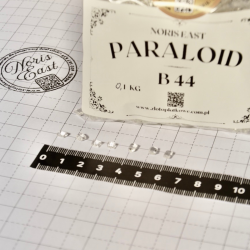 Noris
East
NORIS EAST
PARALOID
B 44
0,1 KG
www.zlotoplatkowe.com.pl
0 1 2 3 4 5 6 7 8 9 10